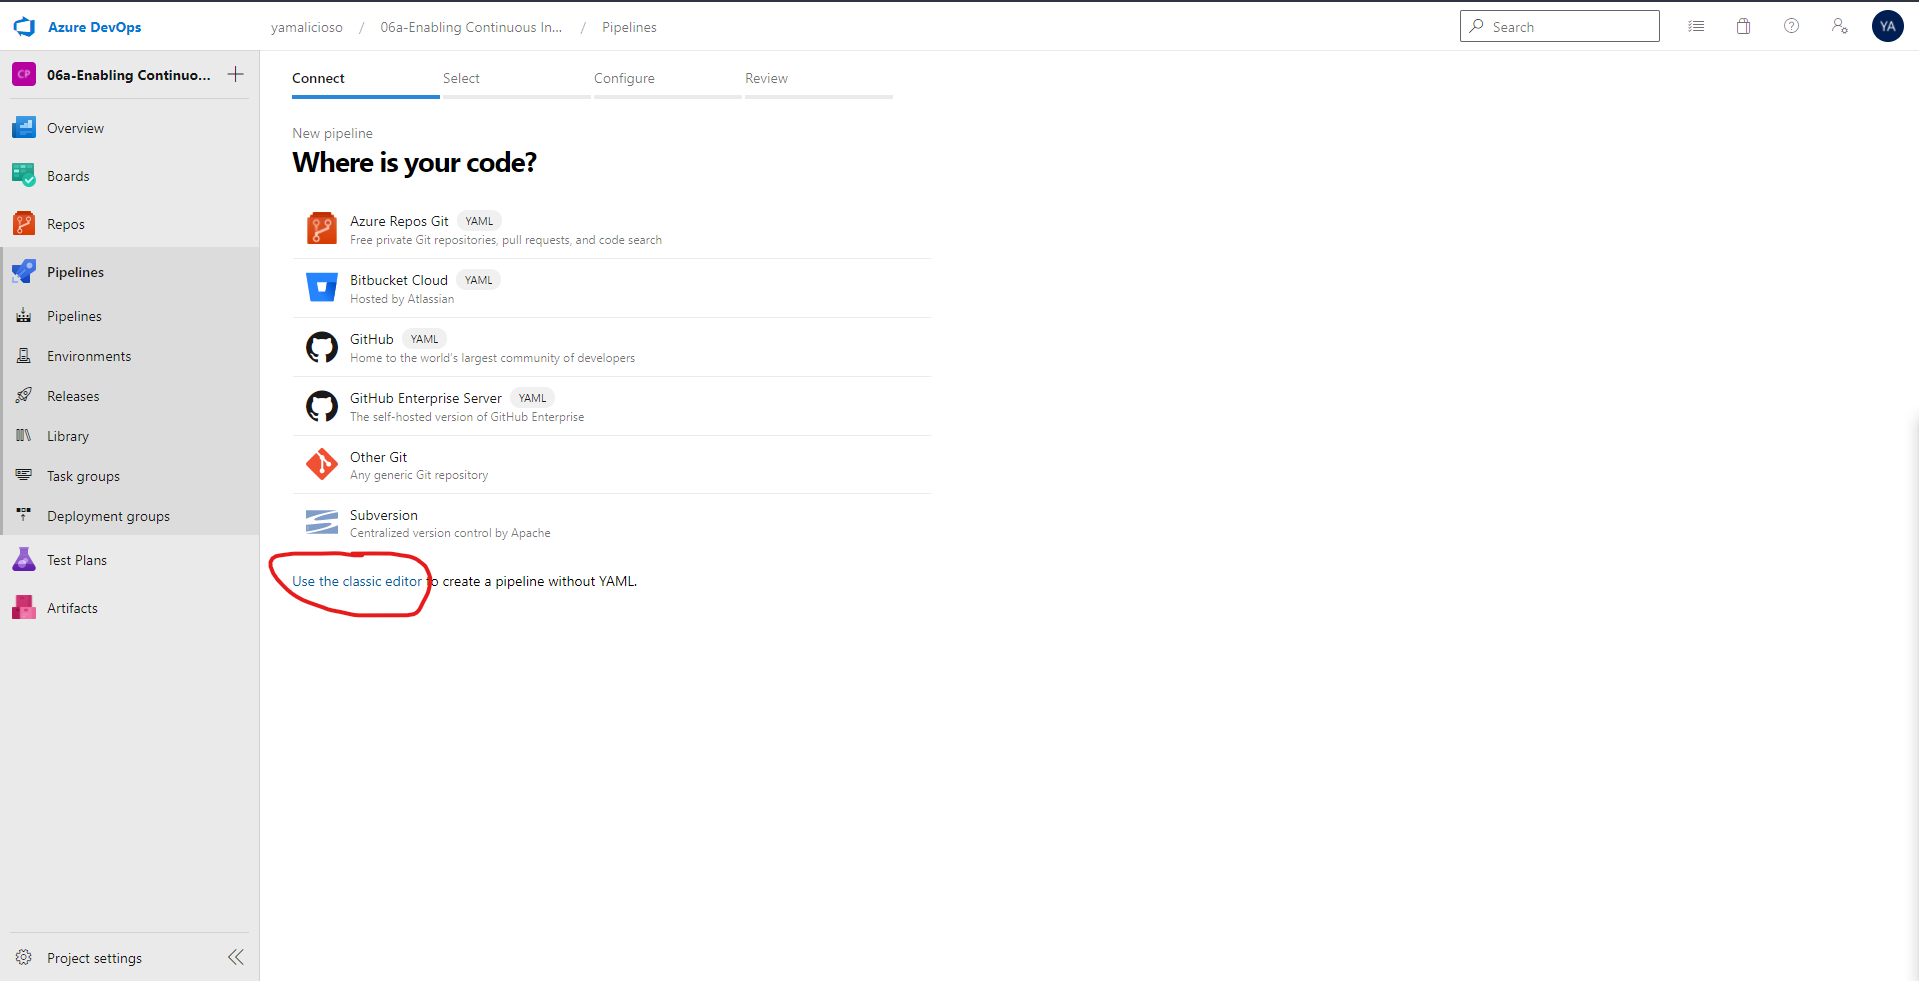 Azure DevOps
yamalicioso / 06a-Enabling Continuous In... / Pipelines
Search
YA
CP 06a-Enabling Continuo...
Overview
Boards
Repos
Pipelines
Pipelines
Environments
Releases
Library
Task groups
Deployment groups
Test Plans
Artifacts
Project settings
Connect Select Configure Review
New pipeline
Where is your code?
Azure Repos Git YAML
Free private Git repositories, pull requests, and code search
Bitbucket Cloud YAML
Hosted by Atlassian
GitHub YAML
Home to the world's largest community of developers
GitHub Enterprise Server YAML
The self-hosted version of GitHub Enterprise
Other Git
Any generic Git repository
Subversion
Centralized version control by Apache
Use the classic editor to create a pipeline without YAML.